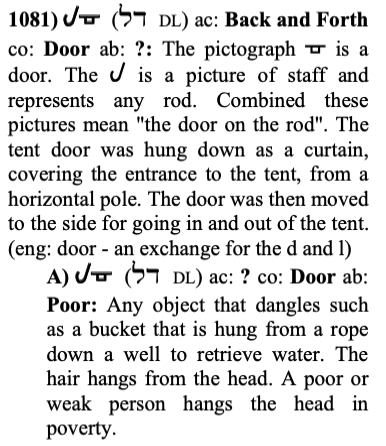 1081) (דל DL) ac: Back and Forth
co: Door ab: ?: The pictograph is a
door. The is a picture of staff and
represents any rod. Combined these
pictures mean "the door on the rod". The
tent door was hung down as a curtain,
covering the entrance to the tent, from a
horizontal pole. The door was then moved
to the side for going in and out of the tent.
(eng: door - an exchange for the d and l)
A) (דל DL) ac: ? co: Door ab:
Poor: Any object that dangles such
as a bucket that is hung from a rope
down a well to retrieve water. The
hair hangs from the head. A poor or
weak person hangs the head in
poverty.